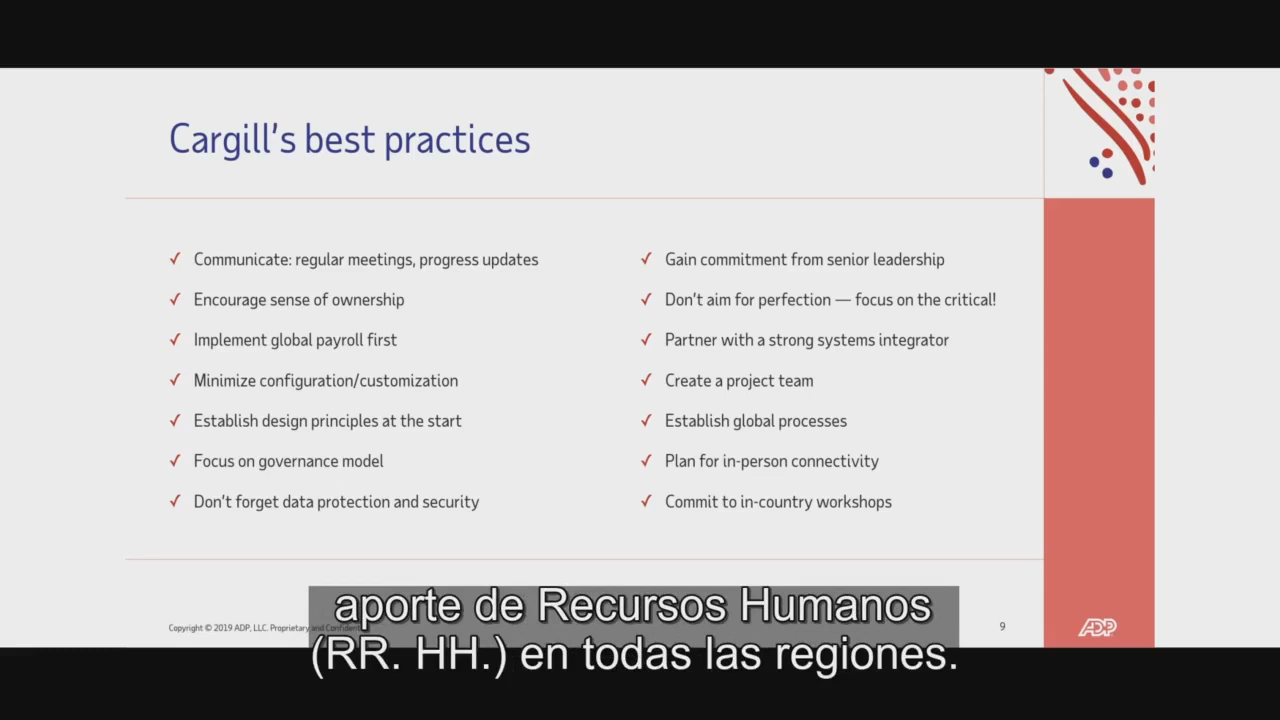 Cargill's best practices
✓ Communicate: regular meetings, progress updates
✓ Encourage sense of ownership
✓ Implement global payroll first
✓ Minimize configuration/customization
✓ Establish design principles at the start
✓ Focus on governance model
✓ Don't forget data protection and security
✓ Gain commitment from senior leadership
✓ Don't aim for perfection — focus on the critical!
✓ Partner with a strong systems integrator
✓ Create a project team
✓ Establish global processes
✓ Plan for in-person connectivity
✓ Commit to in-country workshops
Copyright © 2019 ADP, LLC. Proprietary and
9
ADP
aporte de Recursos Humanos
(RR. HH.) en todas las regiones.